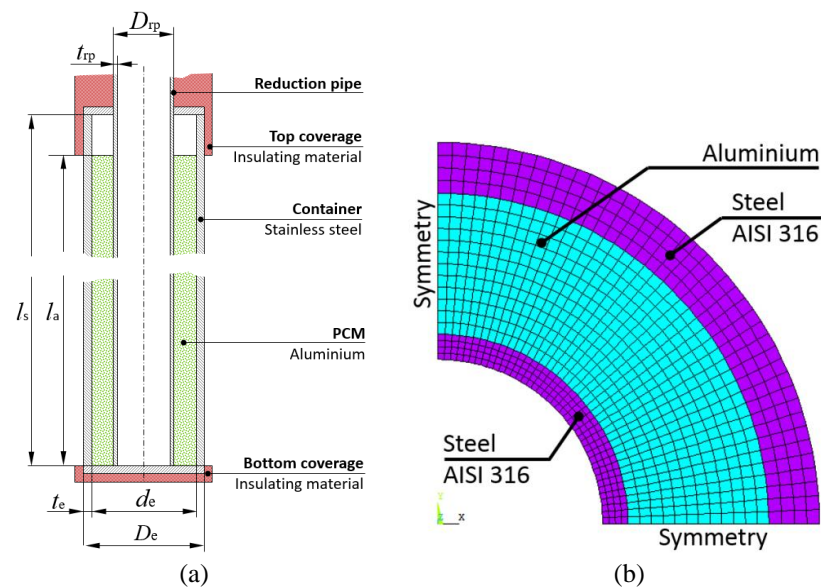 D_rp
t_rp
Reduction pipe
Top coverage
Insulating material
Container
Stainless steel
l_s
l_a
PCM
Aluminium
Bottom coverage
Insulating material
t_e
d_e
D_e
(a)
Aluminium
Steel
AISI 316
Symmetry
Steel
AISI 316
Y
X
Symmetry
(b)